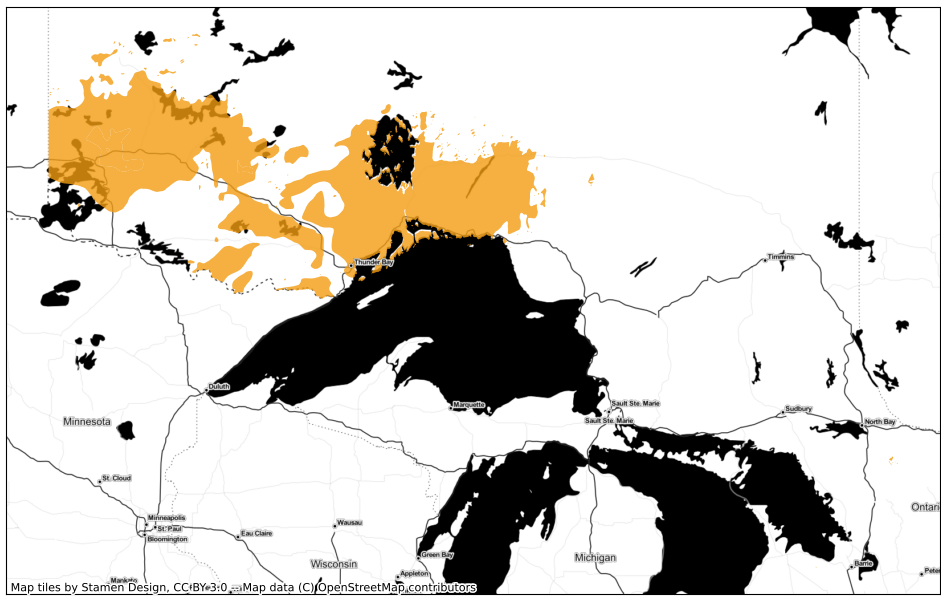 Timmins
Thunder Bay
Duluth
Marquette
Sault Ste. Marie
Sudbury
Sault Ste. Marie
North Bay
Minnesota
St. Cloud
Ontari
Minneapolis
St. Paul
Wausau
Eau Claire
Bloomington
Green Bay
Michigan
Wisconsin
Barrie
Appleton
Peter
Mankato
Map tiles by Stamen Design, CC BY 3.0 -- Map data (C) OpenStreetMap contributors